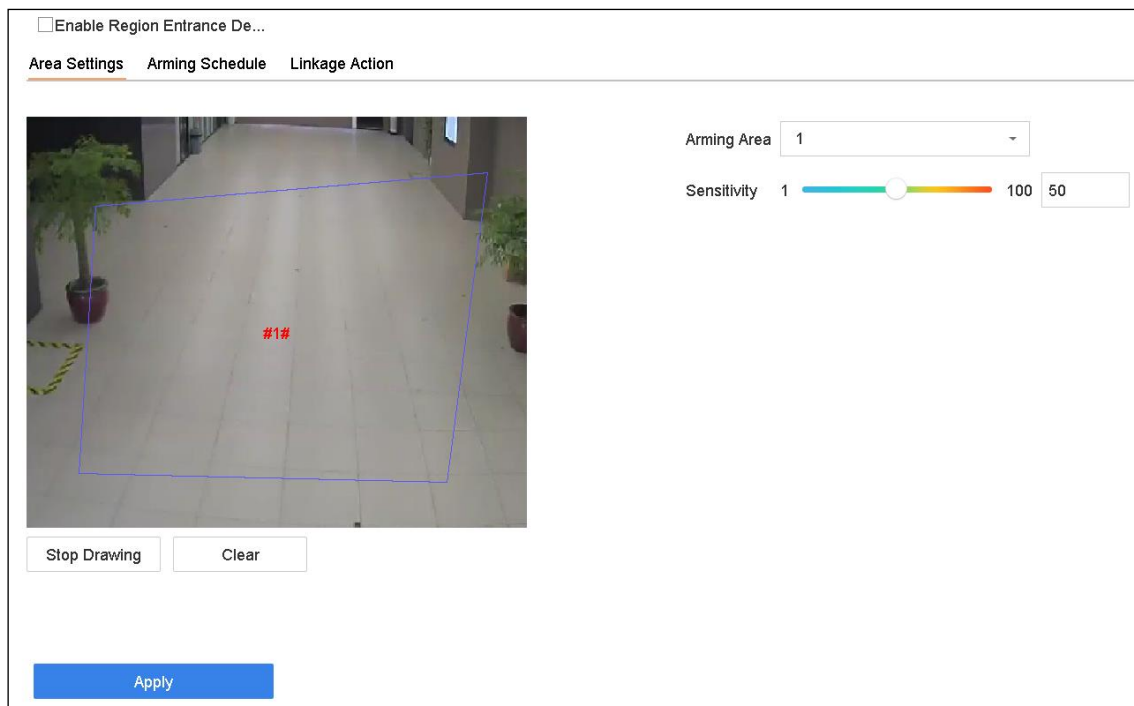 Enable Region Entrance De...
Area Settings Arming Schedule Linkage Action
Arming Area 1
Sensitivity 1 100 50
#1#
Stop Drawing Clear
Apply